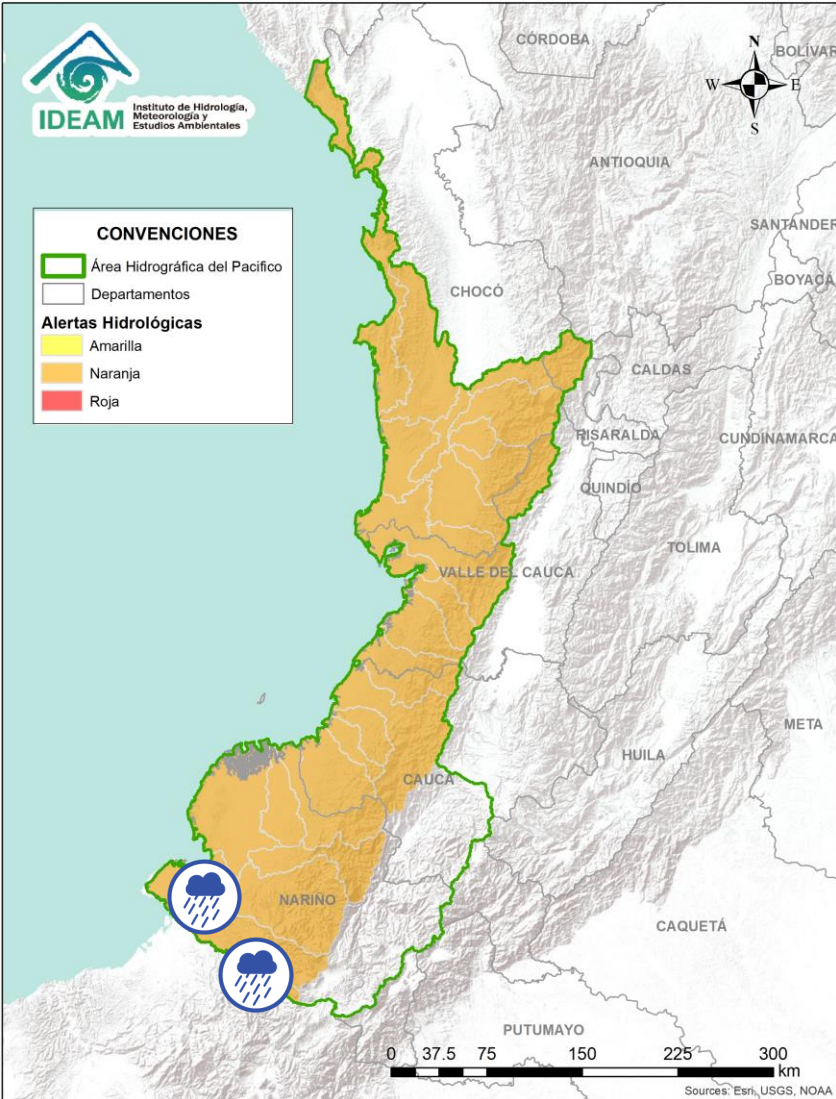 IDEAM
Instituto de Hidrología,
Meteorología y
Estudios Ambientales
N
W
E
S
CÓRDOBA
BOLÍVAR
ANTIOQUIA
SANTANDER
BOYACÁ
CHOCÓ
CONVENCIONES
Área Hidrográfica del Pacifico
Departamentos
Alertas Hidrológicas
Amarilla
Naranja
Roja
CALDAS
RISARALDA
CUNDINAMARCA
QUINDÍO
TOLIMA
VALLE DEL CAUCA
META
HUILA
CAUCA
NARIÑO
CAQUETÁ
PUTUMAYO
0 37.5 75 150 225 300
km
Sources: Esri, USGS, NOAA